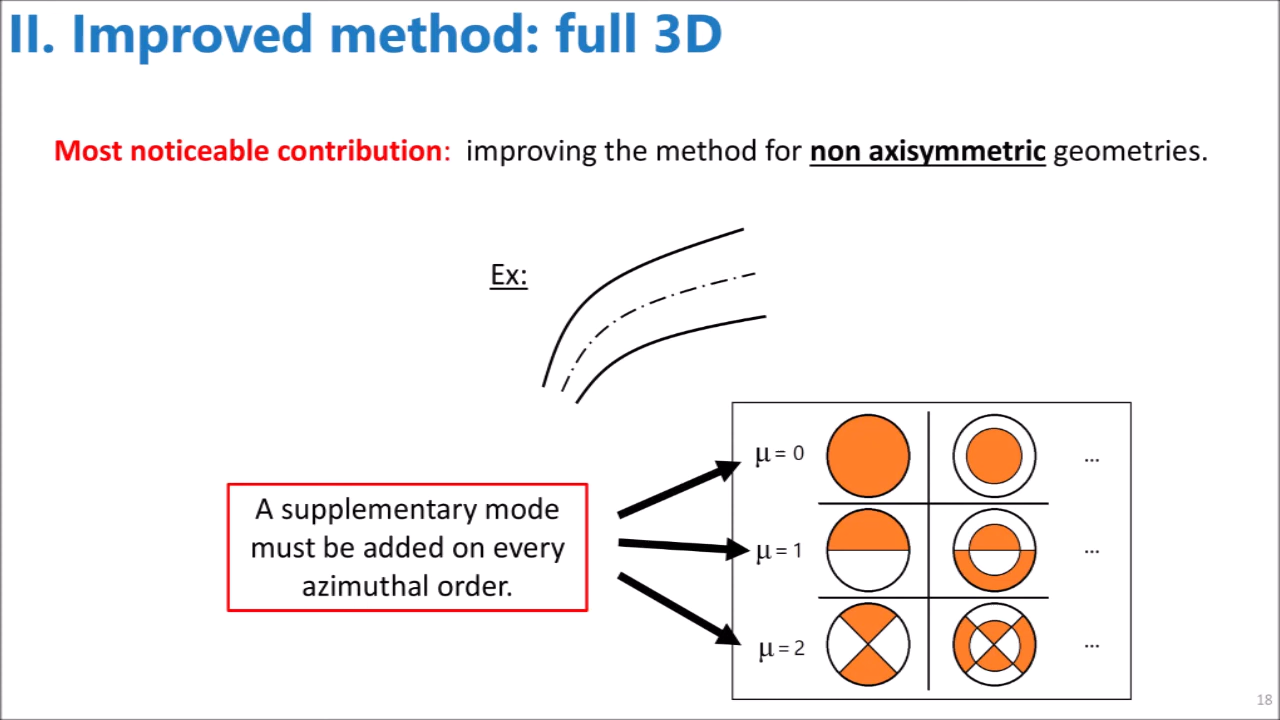 II. Improved method: full 3D
Most noticeable contribution: improving the method for non axisymmetric geometries.
Ex:
A supplementary mode
must be added on every
azimuthal order.
μ = 0
...
μ = 1
...
μ = 2
...
18